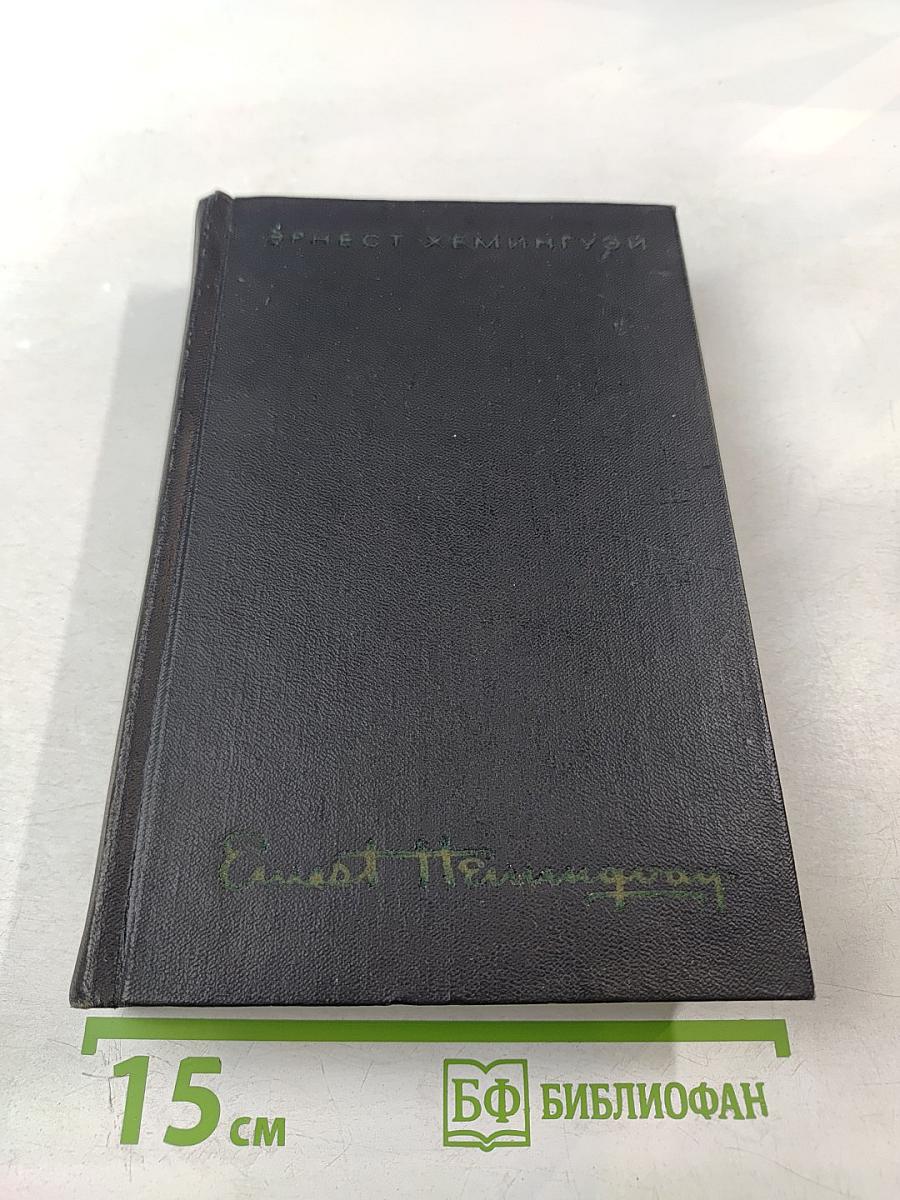 ЭРНЕСТ ХЕМИНГУЭЙ
Ernest Hemingway
15 см
БФ БИБЛИОФАН